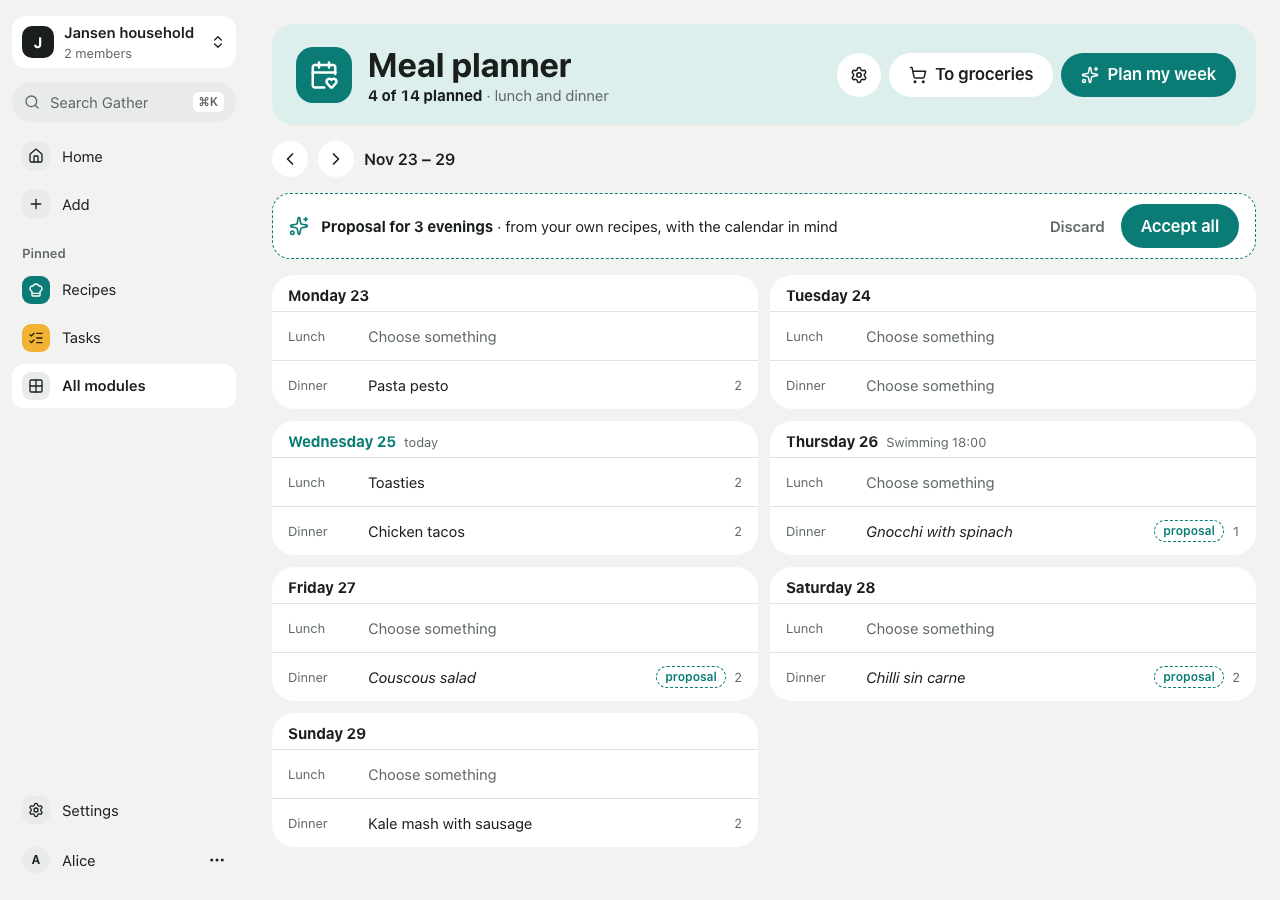 J
Jansen household
2 members
Search Gather
⌘K
Home
Add
Pinned
Recipes
Tasks
All modules
Settings
A
Alice
Meal planner
4 of 14 planned · lunch and dinner
To groceries
Plan my week
Nov 23 – 29
Proposal for 3 evenings · from your own recipes, with the calendar in mind
Discard
Accept all
Monday 23
Lunch Choose something
Dinner Pasta pesto 2
Tuesday 24
Lunch Choose something
Dinner Choose something
Wednesday 25 today
Lunch Toasties 2
Dinner Chicken tacos 2
Thursday 26 Swimming 18:00
Lunch Choose something
Dinner Gnocchi with spinach proposal 1
Friday 27
Lunch Choose something
Dinner Couscous salad proposal 2
Saturday 28
Lunch Choose something
Dinner Chilli sin carne proposal 2
Sunday 29
Lunch Choose something
Dinner Kale mash with sausage 2